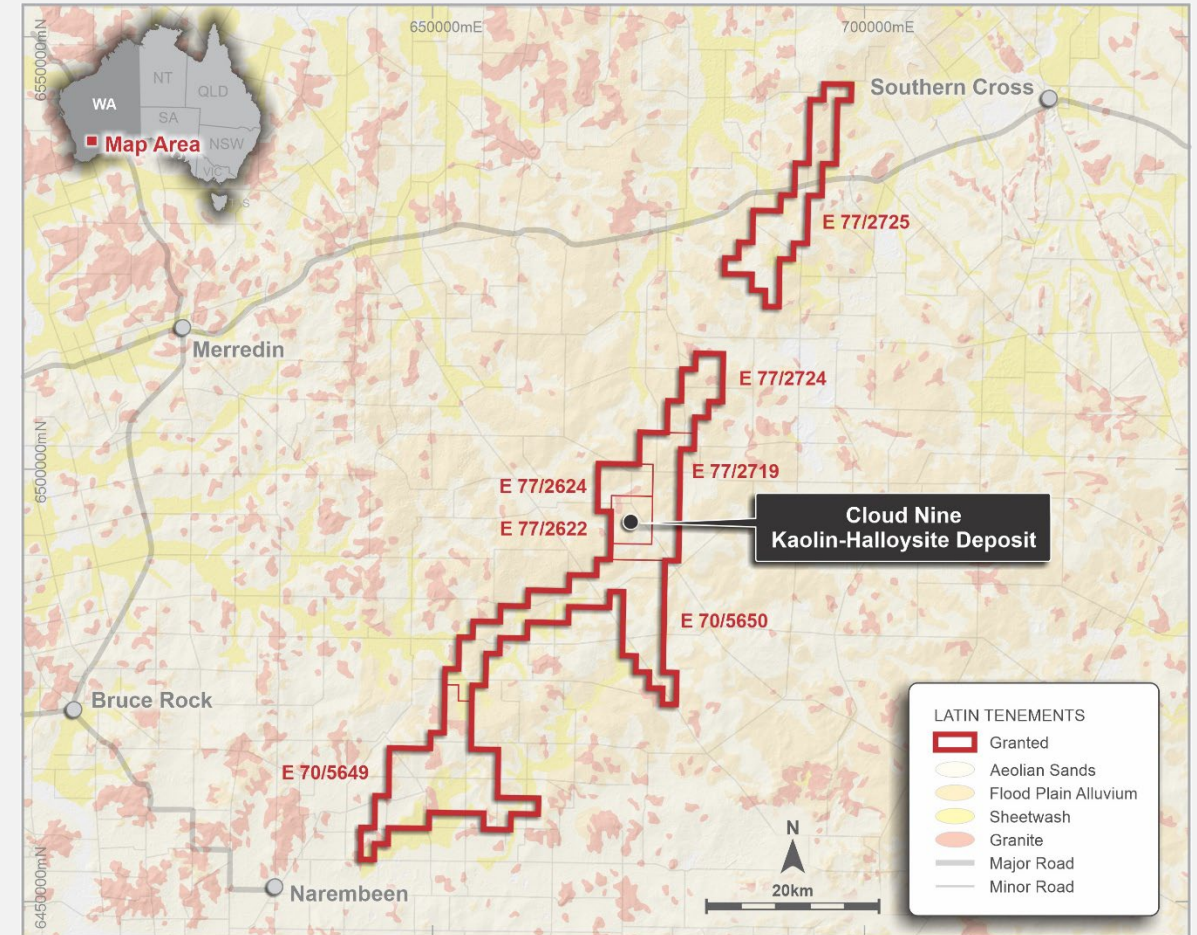 650000mE
700000mE
6550000mN
6500000mN
6450000mN
NT
QLD
WA
SA
NSW
VIC
Map Area
Southern Cross
E 77/2725
Merredin
E 77/2724
E 77/2719
E 77/2624
E 77/2622
Cloud Nine
Kaolin-Halloysite Deposit
E 70/5650
Bruce Rock
E 70/5649
Narembeen
N
20km
LATIN TENEMENTS
Granted
Aeolian Sands
Flood Plain Alluvium
Sheetwash
Granite
Major Road
Minor Road